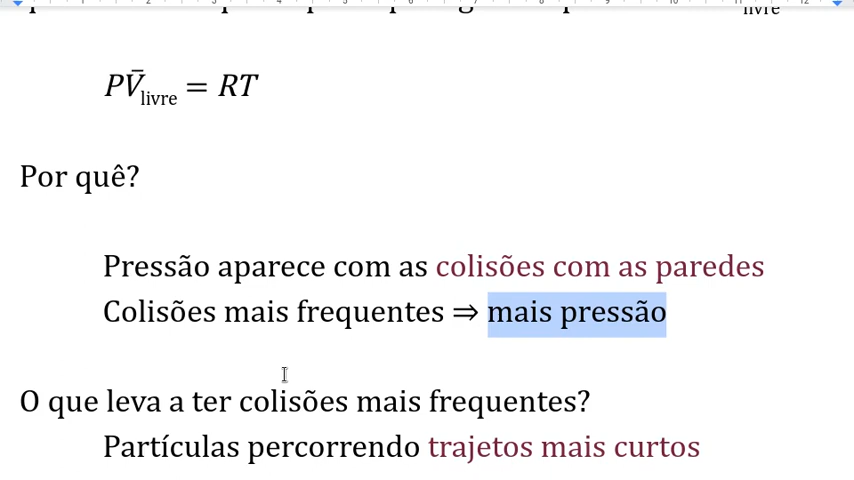 livre
PV̄livre = RT
Por quê?
Pressão aparece com as colisões com as paredes
Colisões mais frequentes ⇒ mais pressão
O que leva a ter colisões mais frequentes?
Partículas percorrendo trajetos mais curtos